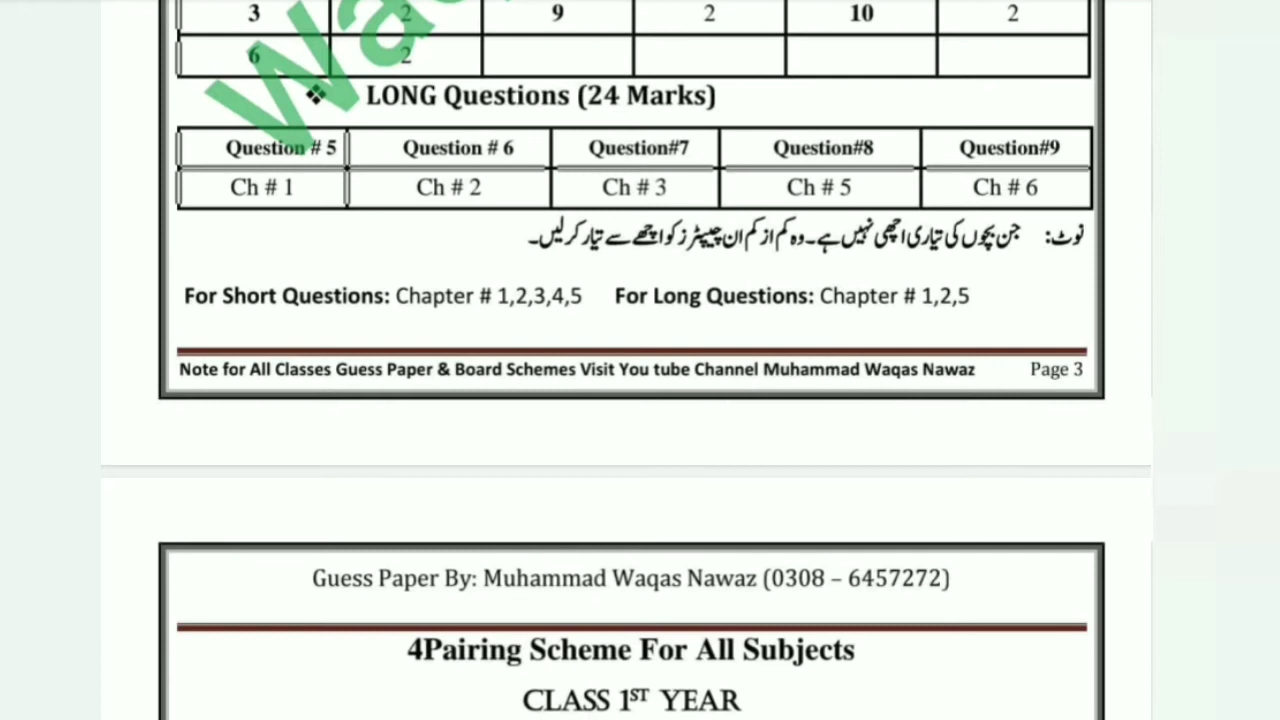 3 2 9 2 10 2
6 2
❖ LONG Questions (24 Marks)
Question # 5 Question # 6 Question#7 Question#8 Question#9
Ch # 1 Ch # 2 Ch # 3 Ch # 5 Ch # 6
نوٹ: جن بچوں کی تیاری اچھی نہیں ہے۔ وہ کم از کم ان چیپٹرز کو اچھے سے تیار کر لیں۔
For Short Questions: Chapter # 1,2,3,4,5 For Long Questions: Chapter # 1,2,5
Note for All Classes Guess Paper & Board Schemes Visit You tube Channel Muhammad Waqas Nawaz Page 3
Guess Paper By: Muhammad Waqas Nawaz (0308 – 6457272)
4Pairing Scheme For All Subjects
CLASS 1ST YEAR